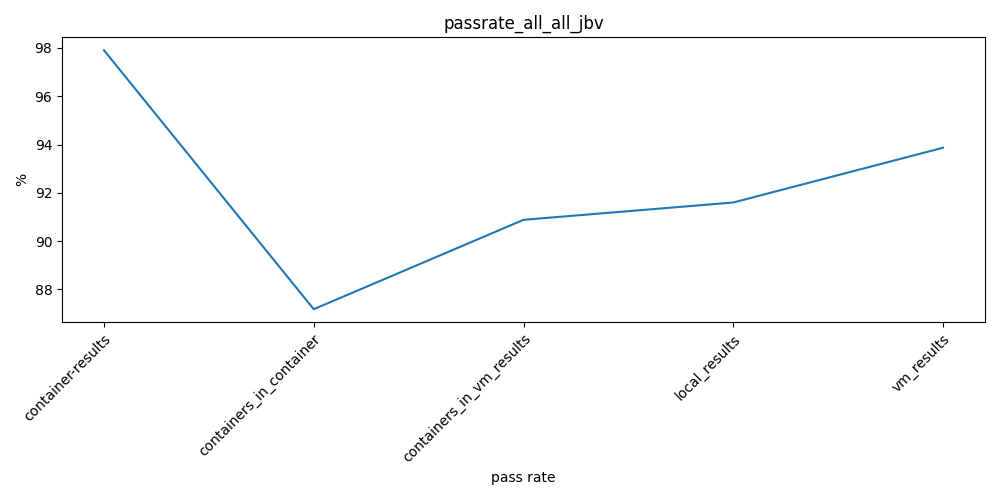 passrate_all_all_jbv
98
96
94
92
90
88
%
container-results
containers_in_container
containers_in_vm_results
local_results
vm_results
pass rate